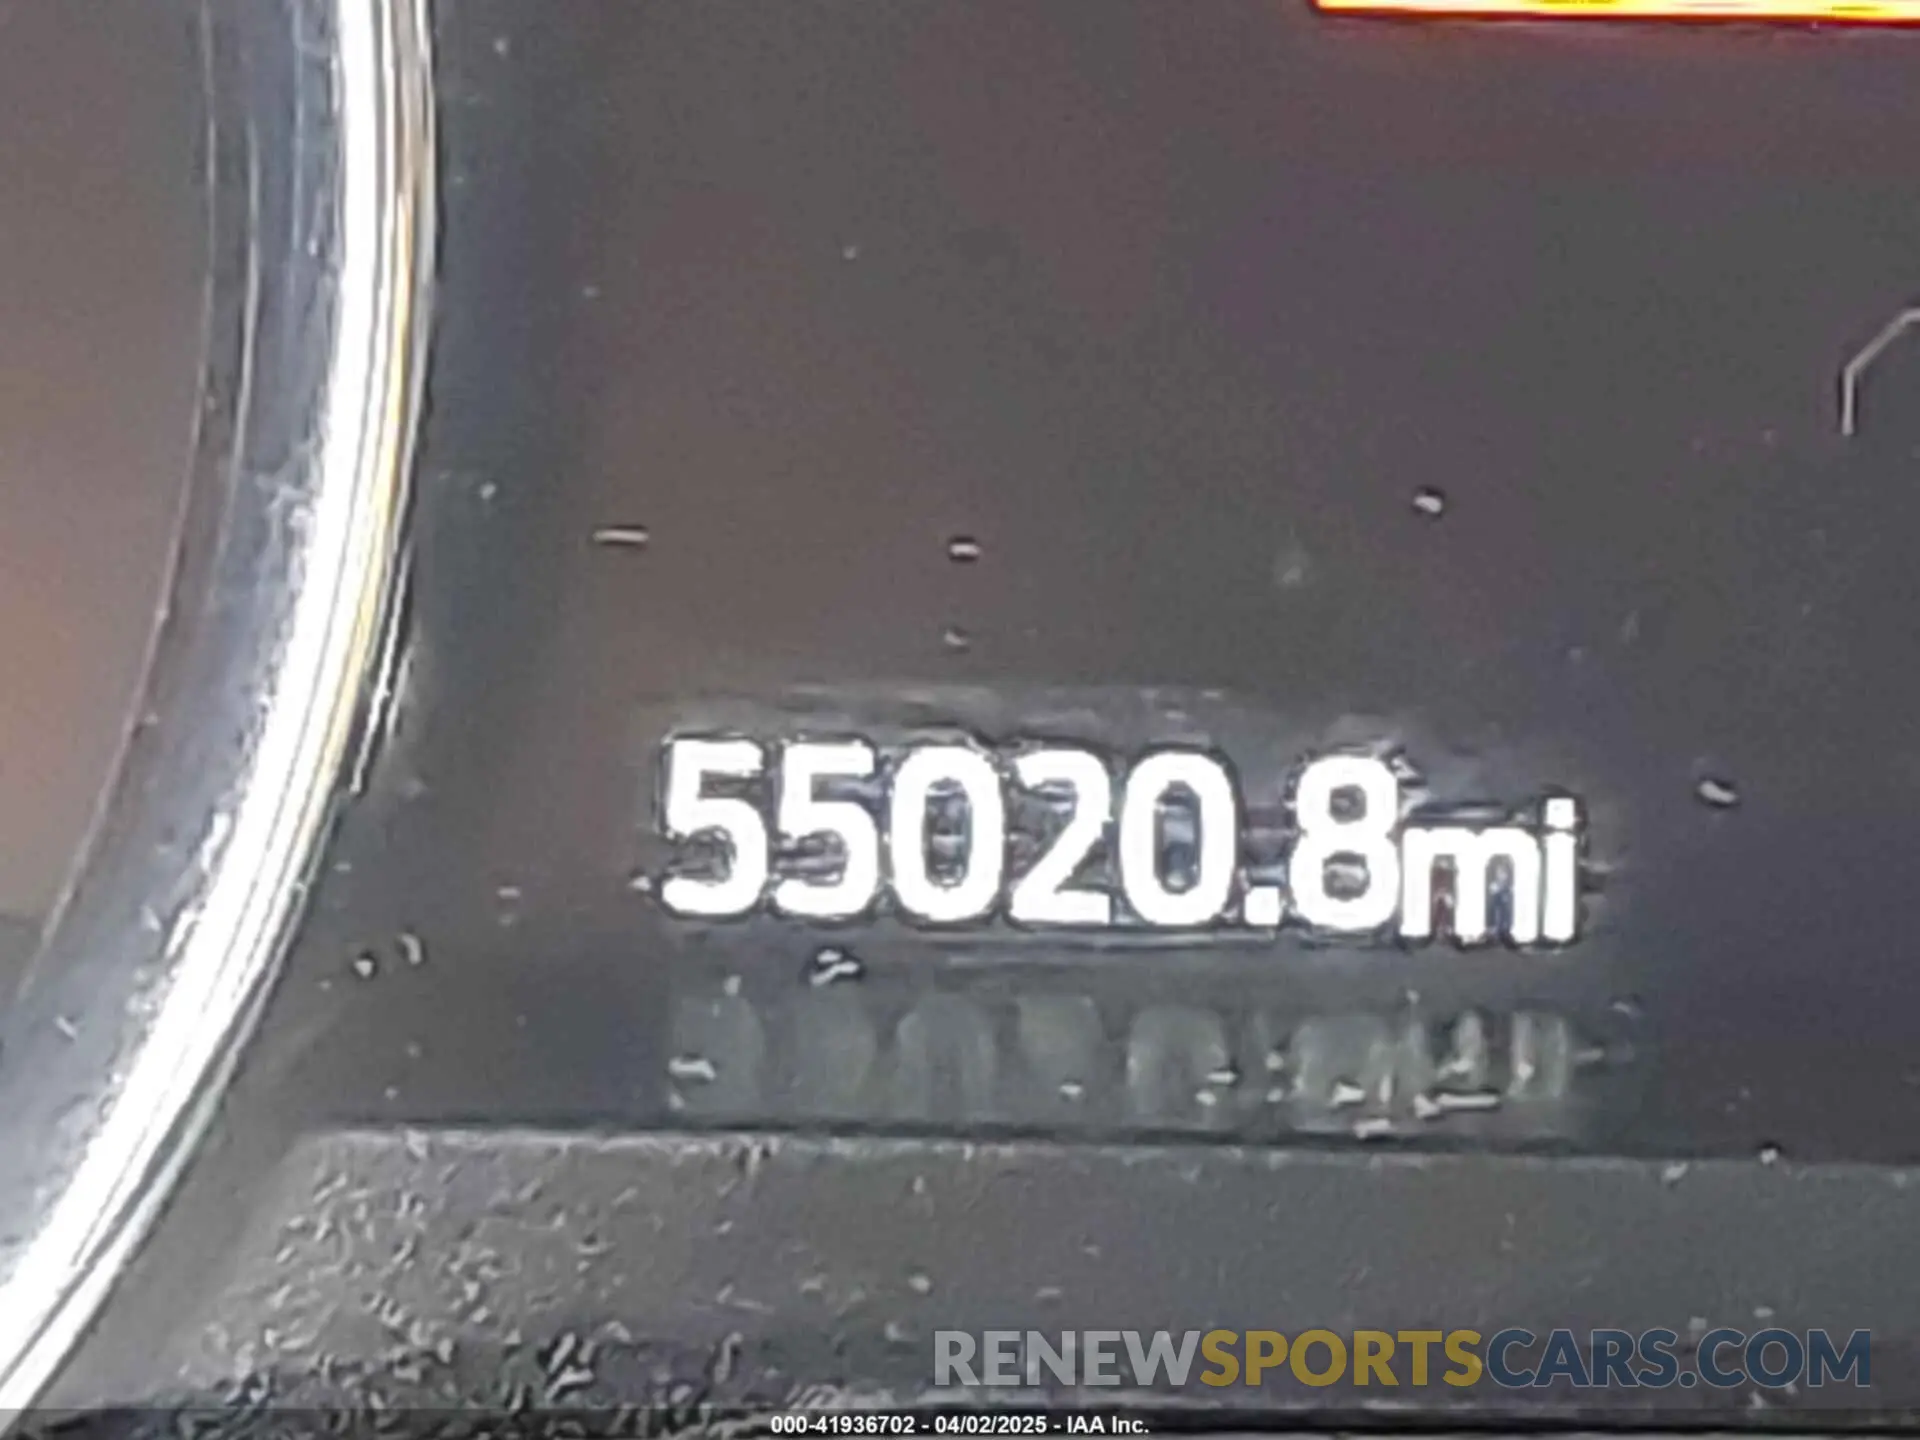 55020.8mi
RENEWSPORTSCARS.COM
000-41936702 - 04/02/2025 - IAA Inc.